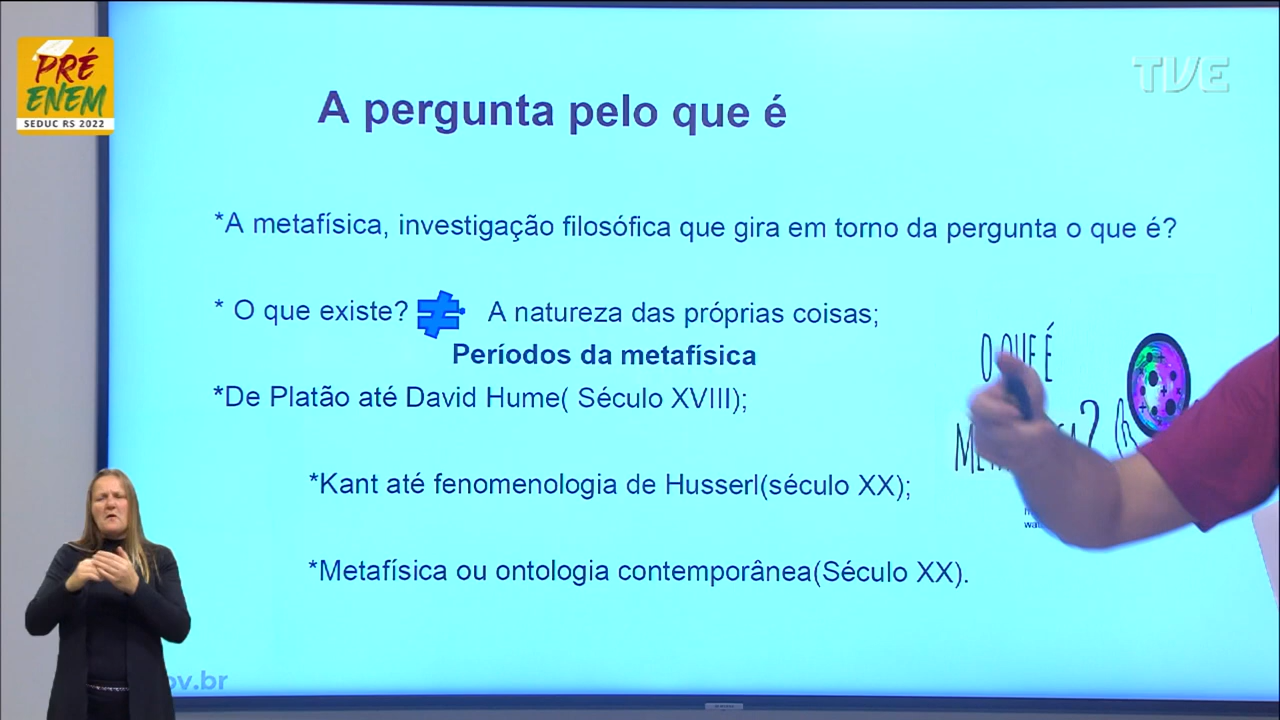 PRÉ
ENEM
SEDUC RS 2022
TVE
A pergunta pelo que é
*A metafísica, investigação filosófica que gira em torno da pergunta o que é?
* O que existe? ≠ A natureza das próprias coisas;
Períodos da metafísica
*De Platão até David Hume( Século XVIII);
O QUE É
*Kant até fenomenologia de Husserl(século XX);
*Metafísica ou ontologia contemporânea(Século XX).
ov.br